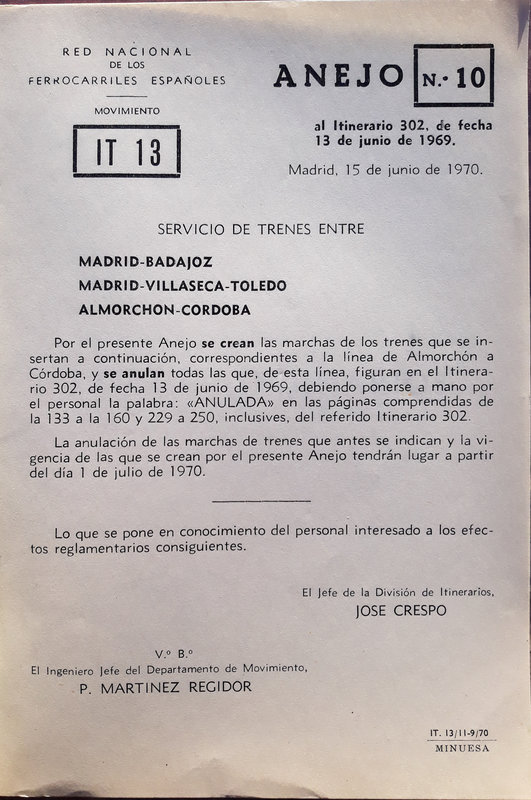 RED NACIONAL
DE LOS
FERROCARRILES ESPAÑOLES
MOVIMIENTO
IT 13
ANEJO N.º 10
al Itinerario 302, de fecha
13 de junio de 1969.
Madrid, 15 de junio de 1970.
SERVICIO DE TRENES ENTRE
MADRID-BADAJOZ
MADRID-VILLASECA-TOLEDO
ALMORCHON-CORDOBA
Por el presente Anejo se crean las marchas de los trenes que se in-
sertan a continuación, correspondientes a la línea de Almorchón a
Córdoba, y se anulan todas las que, de esta línea, figuran en el Itinera-
rio 302, de fecha 13 de junio de 1969, debiendo ponerse a mano por
el personal la palabra: «ANULADA» en las páginas comprendidas de
la 133 a la 160 y 229 a 250, inclusives, del referido Itinerario 302.
La anulación de las marchas de trenes que antes se indican y la vi-
gencia de las que se crean por el presente Anejo tendrán lugar a partir
del día 1 de julio de 1970.
Lo que se pone en conocimiento del personal interesado a los efec-
tos reglamentarios consiguientes.
El Jefe de la División de Itinerarios,
JOSE CRESPO
V.º B.º
El Ingeniero Jefe del Departamento de Movimiento,
P. MARTINEZ REGIDOR
IT. 13/11-9/70
MINUESA